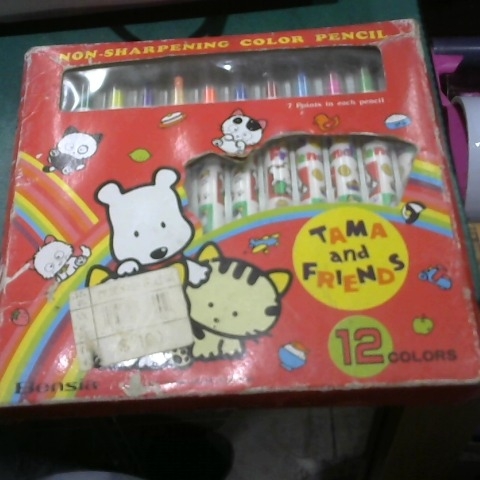 NON-SHARPENING COLOR PENCIL
7 Points in each pencil
TAMA
and
FRIENDS
12 COLORS
Bensia